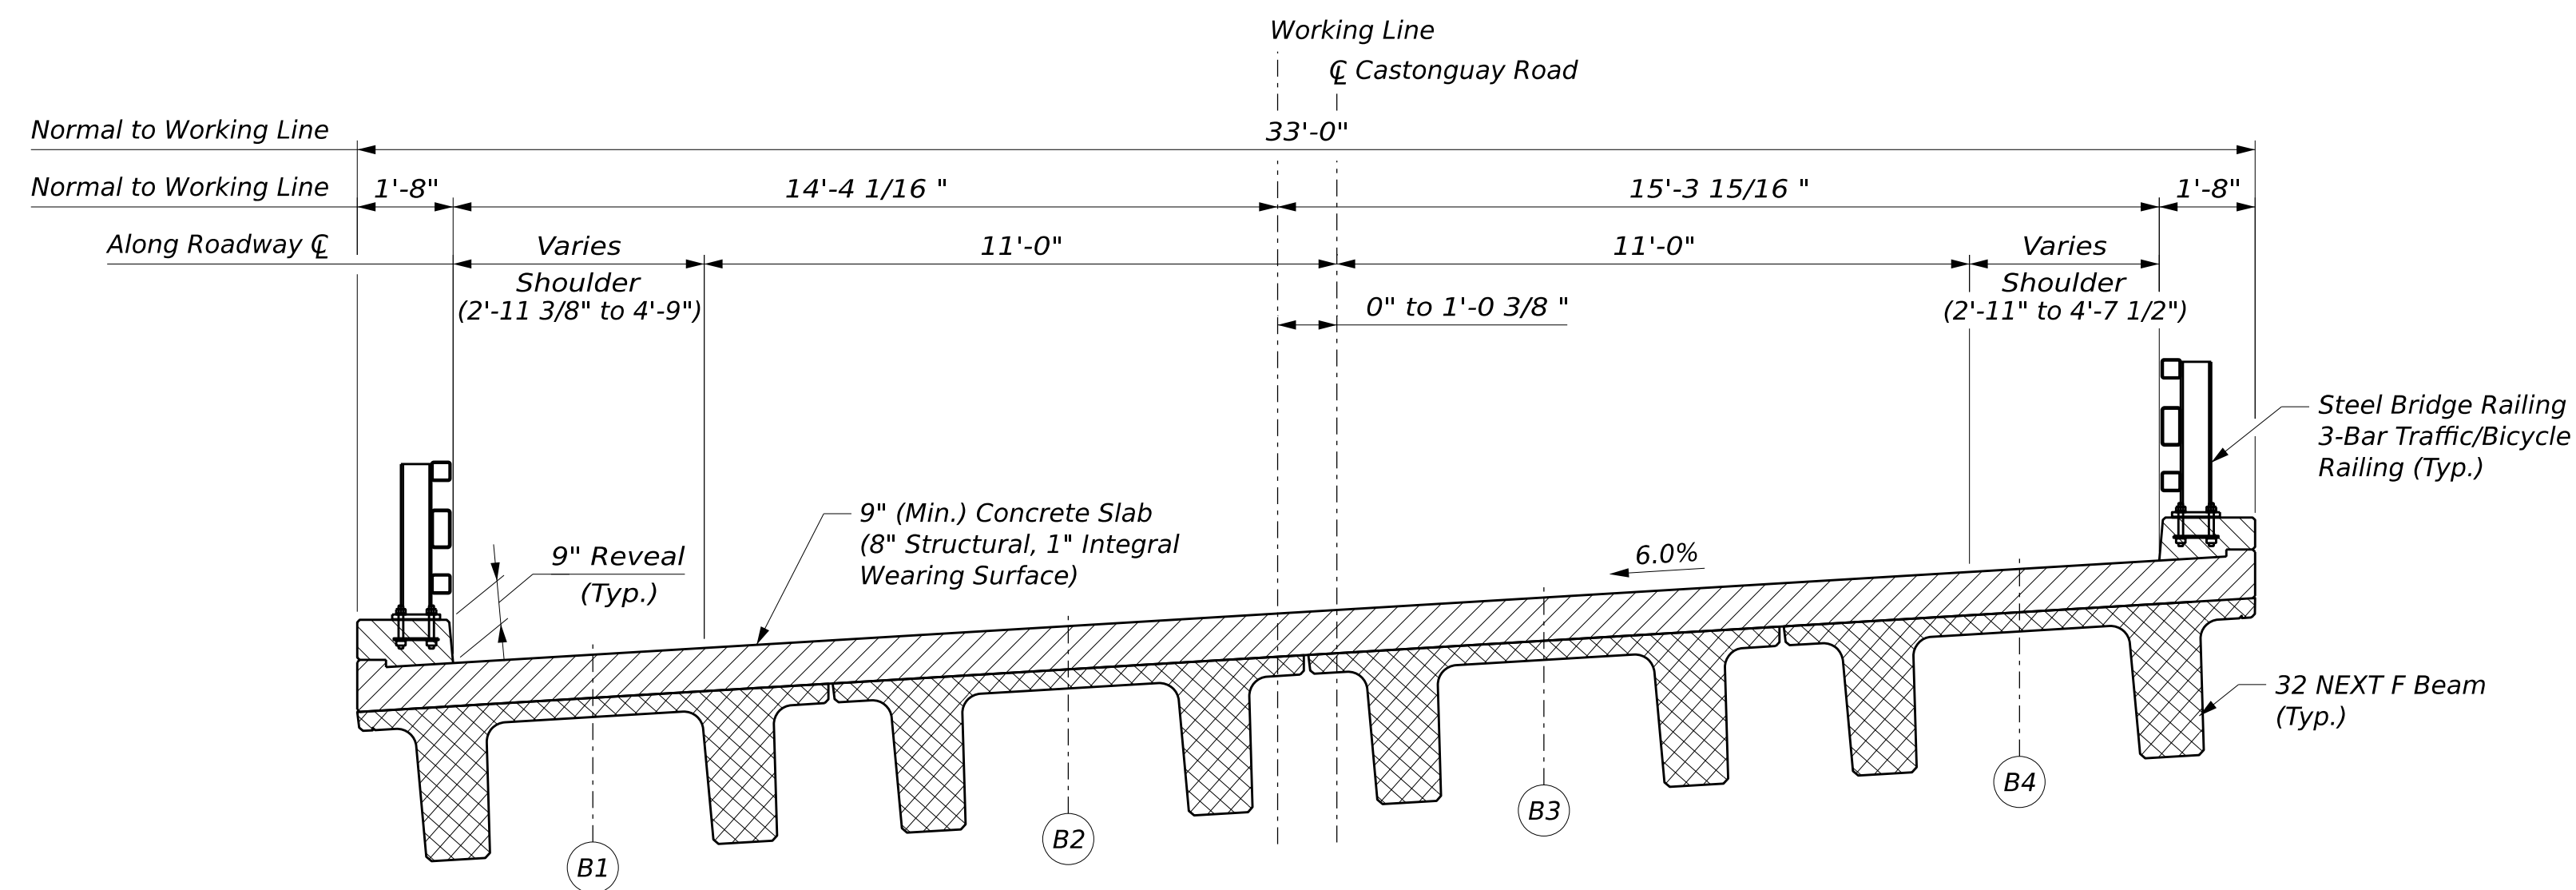 Working Line
℄ Castonguay Road
Normal to Working Line
33'-0"
Normal to Working Line
1'-8"
14'-4 1/16 "
15'-3 15/16 "
1'-8"
Along Roadway ℄
Varies
Shoulder
(2'-11 3/8" to 4'-9")
11'-0"
11'-0"
Varies
Shoulder
(2'-11" to 4'-7 1/2")
0" to 1'-0 3/8 "
Steel Bridge Railing
3-Bar Traffic/Bicycle
Railing (Typ.)
9" (Min.) Concrete Slab
(8" Structural, 1" Integral
Wearing Surface)
9" Reveal
(Typ.)
6.0%
32 NEXT F Beam
(Typ.)
B1
B2
B3
B4